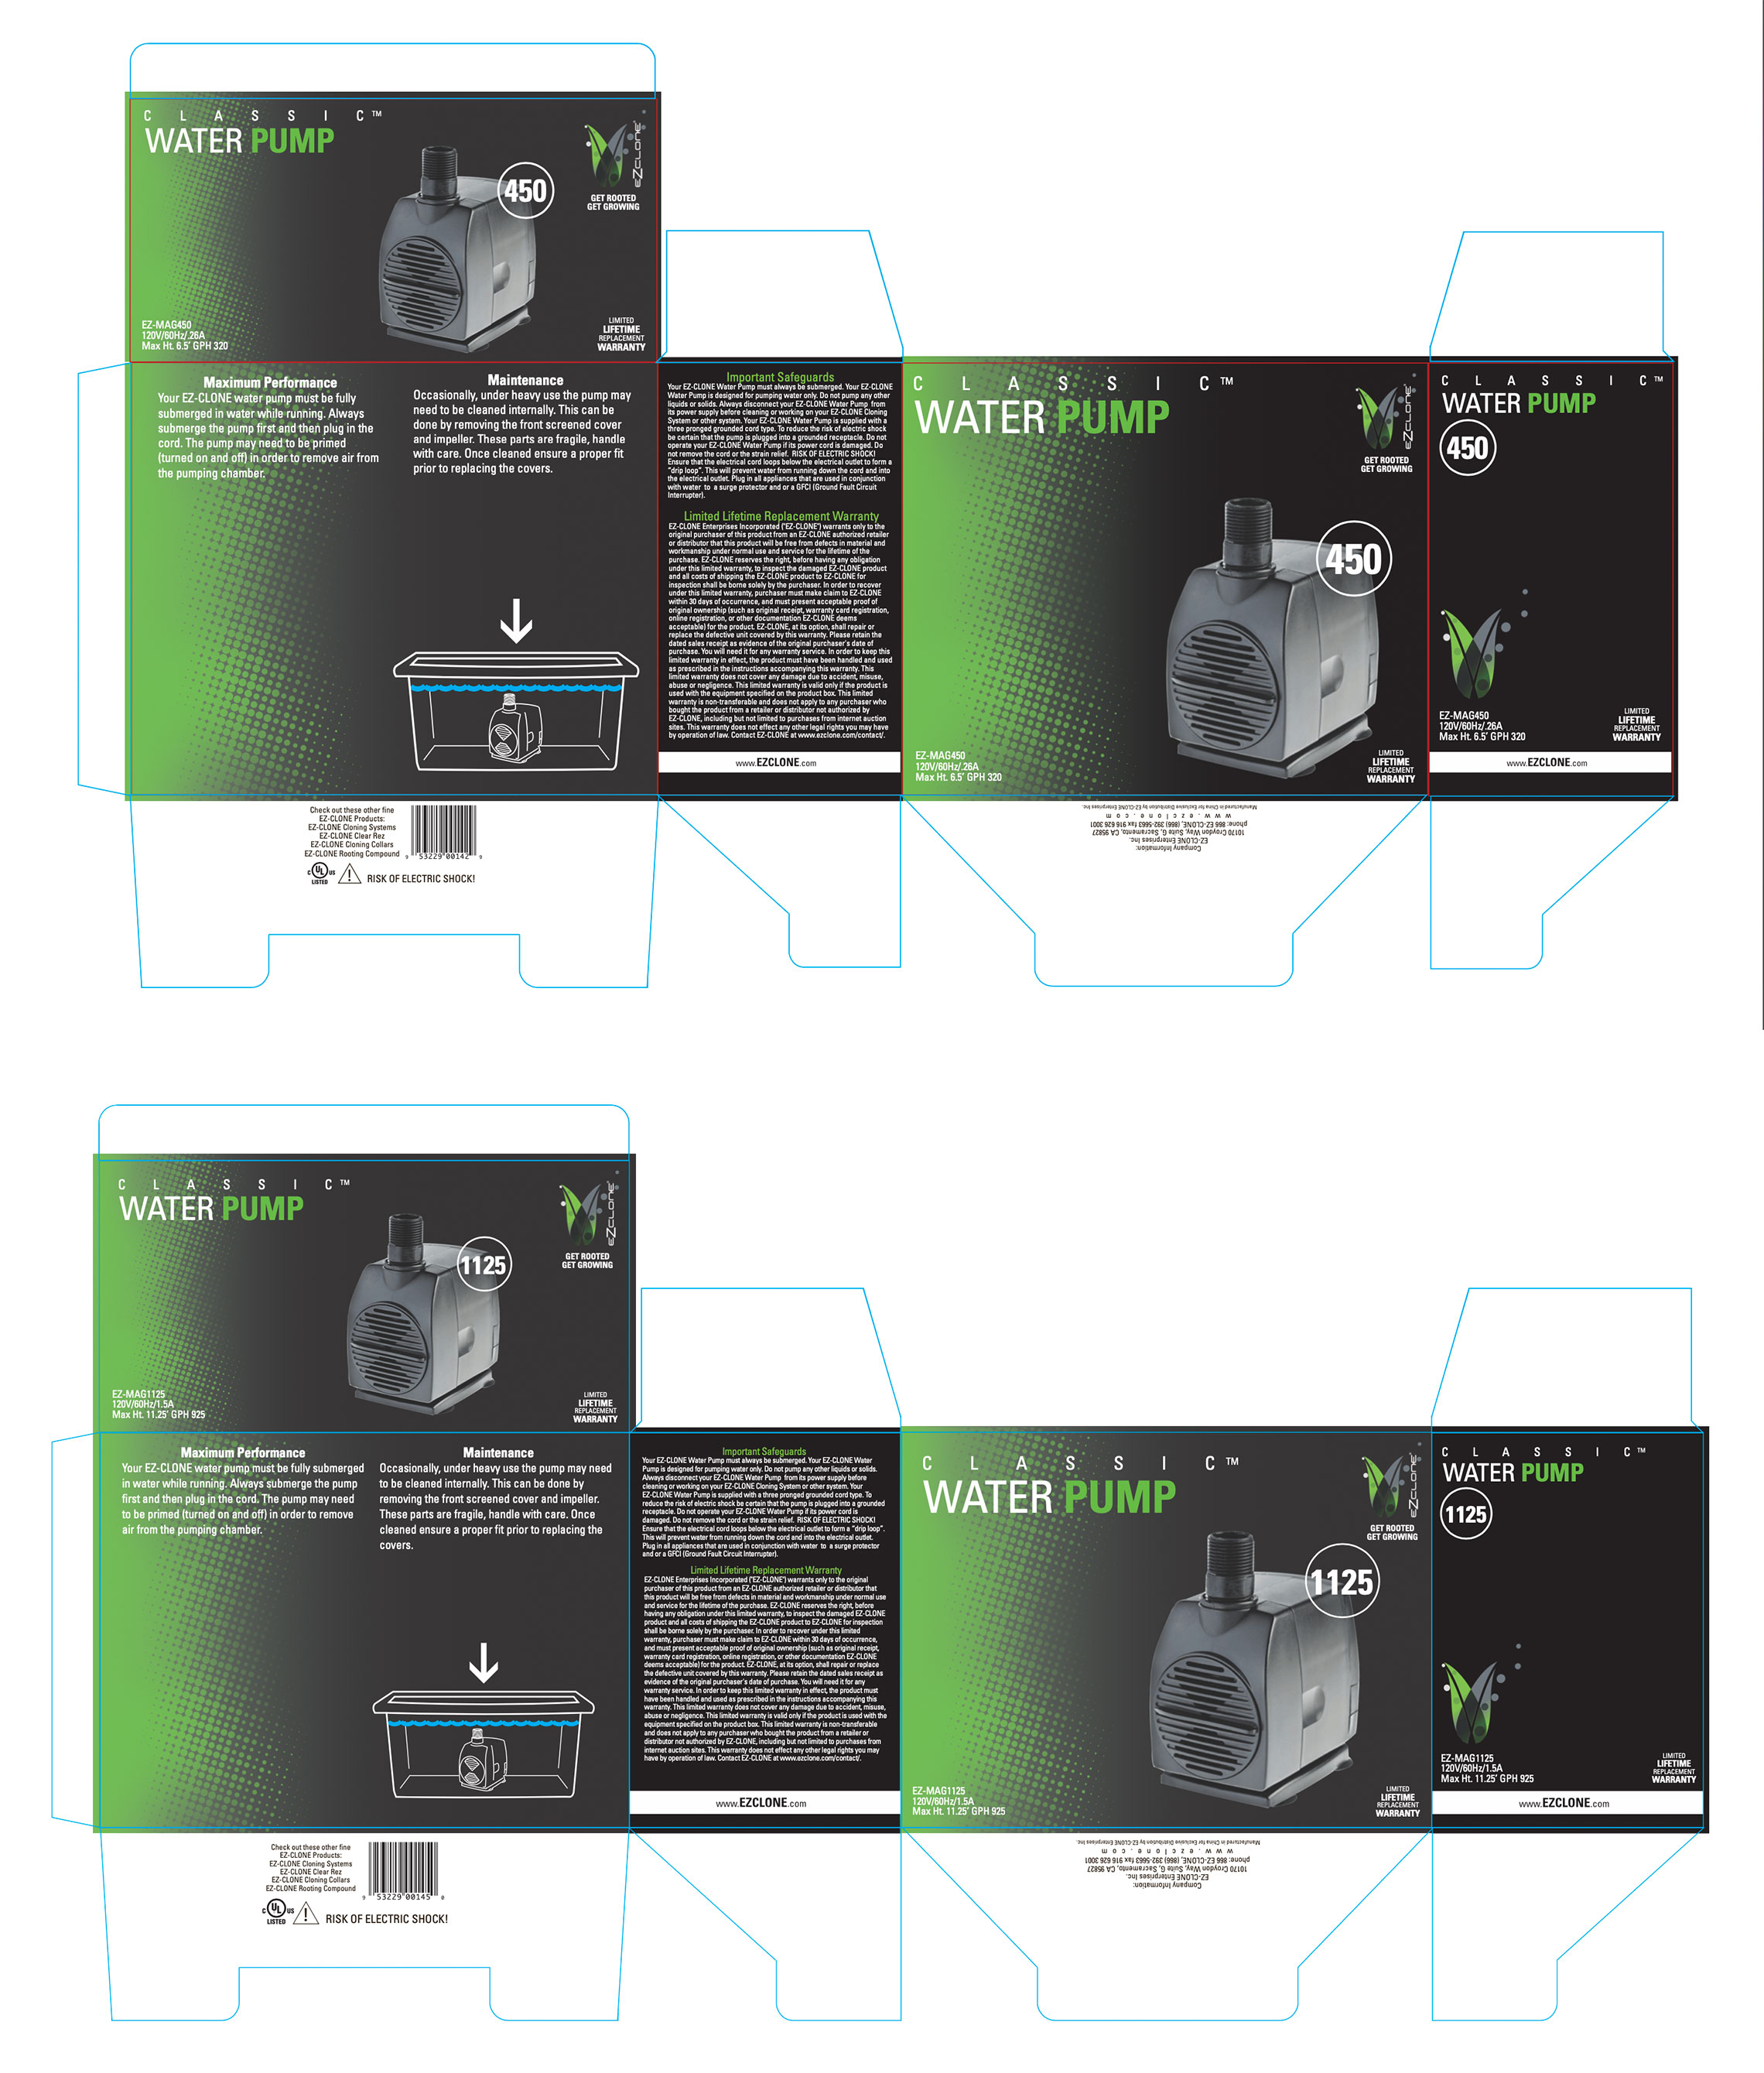 C L A S S I C™
WATER PUMP
450
eZclone
GET ROOTED
GET GROWING
EZ-MAG450
120V/60Hz/.26A
Max Ht. 6.5' GPH 320
LIMITED
LIFETIME
REPLACEMENT
WARRANTY
Maximum Performance
Your EZ-CLONE water pump must be fully
submerged in water while running. Always
submerge the pump first and then plug in the
cord. The pump may need to be primed
(turned on and off) in order to remove air from
the pumping chamber.
Maintenance
Occasionally, under heavy use the pump may
need to be cleaned internally. This can be
done by removing the front screened cover
and impeller. These parts are fragile, handle
with care. Once cleaned ensure a proper fit
prior to replacing the covers.
Important Safeguards
Your EZ-CLONE Water Pump must always be submerged. Your EZ-CLONE
Water Pump is designed for pumping water only. Do not pump any other
liquids or solids. Always disconnect your EZ-CLONE Water Pump from
its power supply before cleaning or working on your EZ-CLONE Cloning
System or other system. Your EZ-CLONE Water Pump is supplied with a
three pronged grounded cord type. To reduce the risk of electric shock
be certain that the pump is plugged into a grounded receptacle. Do not
operate your EZ-CLONE Water Pump if its power cord is damaged. Do
not remove the cord or the strain relief. RISK OF ELECTRIC SHOCK!
Ensure that the electrical cord loops below the electrical outlet to form a
"drip loop". This will prevent water from running down the cord and into
the electrical outlet. Plug in all appliances that are used in conjunction
with water to a surge protector and or a GFCI (Ground Fault Circuit
Interrupter).
Limited Lifetime Replacement Warranty
EZ-CLONE Enterprises Incorporated ("EZ-CLONE") warrants only to the
original purchaser of this product from an EZ-CLONE authorized retailer
or distributor that this product will be free from defects in material and
workmanship under normal use and service for the lifetime of the
purchase. EZ-CLONE reserves the right, before having any obligation
under this limited warranty, to inspect the damaged EZ-CLONE product
and all costs of shipping the EZ-CLONE product to EZ-CLONE for
inspection shall be borne solely by the purchaser. In order to recover
under this limited warranty, purchaser must make claim to EZ-CLONE
within 30 days of occurrence, and must present acceptable proof of
original ownership (such as original receipt, warranty card registration,
online registration, or other documentation EZ-CLONE deems
acceptable) for the product. EZ-CLONE, at its option, shall repair or
replace the defective unit covered by this warranty. Please retain the
dated sales receipt as evidence of the original purchaser's date of
purchase. You will need it for any warranty service. In order to keep this
limited warranty in effect, the product must have been handled and used
as prescribed in the instructions accompanying this warranty. This
limited warranty does not cover any damage due to accident, misuse,
abuse or negligence. This limited warranty is valid only if the product is
used with the equipment specified on the product box. This limited
warranty is non-transferable and does not apply to any purchaser who
bought the product from a retailer or distributor not authorized by
EZ-CLONE, including but not limited to purchases from internet auction
sites. This warranty does not effect any other legal rights you may have
by operation of law. Contact EZ-CLONE at www.ezclone.com/contact/.
www.EZCLONE.com
C L A S S I C™
WATER PUMP
eZclone
GET ROOTED
GET GROWING
450
EZ-MAG450
120V/60Hz/.26A
Max Ht. 6.5' GPH 320
LIMITED
LIFETIME
REPLACEMENT
WARRANTY
C L A S S I C™
WATER PUMP
450
EZ-MAG450
120V/60Hz/.26A
Max Ht. 6.5' GPH 320
LIMITED
LIFETIME
REPLACEMENT
WARRANTY
www.EZCLONE.com
Check out these other fine
EZ-CLONE Products:
EZ-CLONE Cloning Systems
EZ-CLONE Clear Rez
EZ-CLONE Cloning Collars
EZ-CLONE Rooting Compound
9 53229 00142 9
C UL US
LISTED
RISK OF ELECTRIC SHOCK!
Company Information:
EZ-CLONE Enterprises Inc.
10170 Croydon Way, Suite G, Sacramento, CA 95827
phone: 866 EZ-CLONE, (866) 392-5663 fax 916 626 3001
www.ezclone.com
Manufactured in China for Exclusive Distribution by EZ-CLONE Enterprises Inc.
C L A S S I C™
WATER PUMP
1125
eZclone
GET ROOTED
GET GROWING
EZ-MAG1125
120V/60Hz/1.5A
Max Ht. 11.25' GPH 925
LIMITED
LIFETIME
REPLACEMENT
WARRANTY
Maximum Performance
Your EZ-CLONE water pump must be fully submerged
in water while running. Always submerge the pump
first and then plug in the cord. The pump may need
to be primed (turned on and off) in order to remove
air from the pumping chamber.
Maintenance
Occasionally, under heavy use the pump may need
to be cleaned internally. This can be done by
removing the front screened cover and impeller.
These parts are fragile, handle with care. Once
cleaned ensure a proper fit prior to replacing the
covers.
Important Safeguards
Your EZ-CLONE Water Pump must always be submerged. Your EZ-CLONE Water
Pump is designed for pumping water only. Do not pump any other liquids or solids.
Always disconnect your EZ-CLONE Water Pump from its power supply before
cleaning or working on your EZ-CLONE Cloning System or other system. Your
EZ-CLONE Water Pump is supplied with a three pronged grounded cord type. To
reduce the risk of electric shock be certain that the pump is plugged into a grounded
receptacle. Do not operate your EZ-CLONE Water Pump if its power cord is
damaged. Do not remove the cord or the strain relief. RISK OF ELECTRIC SHOCK!
Ensure that the electrical cord loops below the electrical outlet to form a "drip loop".
This will prevent water from running down the cord and into the electrical outlet.
Plug in all appliances that are used in conjunction with water to a surge protector
and or a GFCI (Ground Fault Circuit Interrupter).
Limited Lifetime Replacement Warranty
EZ-CLONE Enterprises Incorporated ("EZ-CLONE") warrants only to the original
purchaser of this product from an EZ-CLONE authorized retailer or distributor that
this product will be free from defects in material and workmanship under normal use
and service for the lifetime of the purchase. EZ-CLONE reserves the right, before
having any obligation under this limited warranty, to inspect the damaged EZ-CLONE
product and all costs of shipping the EZ-CLONE product to EZ-CLONE for inspection
shall be borne solely by the purchaser. In order to recover under this limited
warranty, purchaser must make claim to EZ-CLONE within 30 days of occurrence,
and must present acceptable proof of original ownership (such as original receipt,
warranty card registration, online registration, or other documentation EZ-CLONE
deems acceptable) for the product. EZ-CLONE, at its option, shall repair or replace
the defective unit covered by this warranty. Please retain the dated sales receipt as
evidence of the original purchaser's date of purchase. You will need it for any
warranty service. In order to keep this limited warranty in effect, the product must
have been handled and used as prescribed in the instructions accompanying this
warranty. This limited warranty does not cover any damage due to accident, misuse,
abuse or negligence. This limited warranty is valid only if the product is used with the
equipment specified on the product box. This limited warranty is non-transferable
and does not apply to any purchaser who bought the product from a retailer or
distributor not authorized by EZ-CLONE, including but not limited to purchases from
internet auction sites. This warranty does not effect any other legal rights you may
have by operation of law. Contact EZ-CLONE at www.ezclone.com/contact/.
www.EZCLONE.com
C L A S S I C™
WATER PUMP
eZclone
GET ROOTED
GET GROWING
1125
EZ-MAG1125
120V/60Hz/1.5A
Max Ht. 11.25' GPH 925
LIMITED
LIFETIME
REPLACEMENT
WARRANTY
C L A S S I C™
WATER PUMP
1125
EZ-MAG1125
120V/60Hz/1.5A
Max Ht. 11.25' GPH 925
LIMITED
LIFETIME
REPLACEMENT
WARRANTY
www.EZCLONE.com
Check out these other fine
EZ-CLONE Products:
EZ-CLONE Cloning Systems
EZ-CLONE Clear Rez
EZ-CLONE Cloning Collars
EZ-CLONE Rooting Compound
9 53229 00145 0
C UL US
LISTED
RISK OF ELECTRIC SHOCK!
Company Information:
EZ-CLONE Enterprises Inc.
10170 Croydon Way, Suite G, Sacramento, CA 95827
phone: 866 EZ-CLONE, (866) 392-5663 fax 916 626 3001
www.ezclone.com
Manufactured in China for Exclusive Distribution by EZ-CLONE Enterprises Inc.